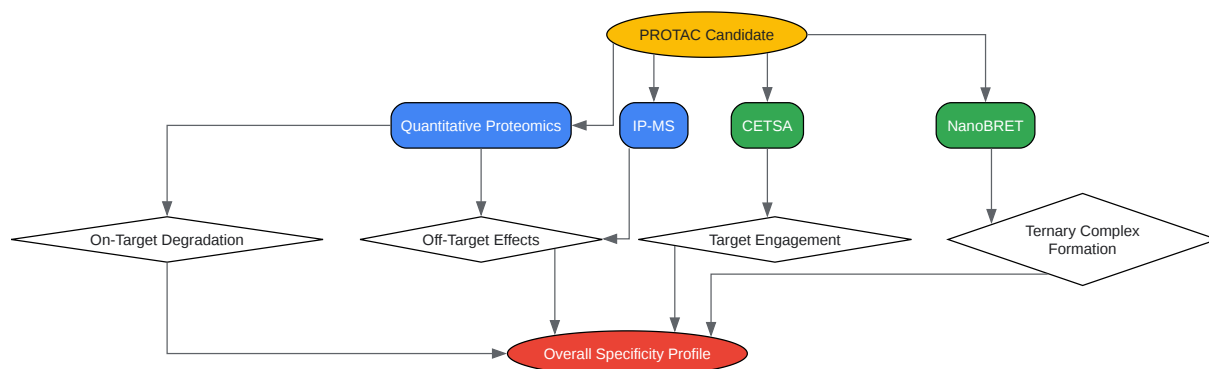 PROTAC Candidate
Quantitative Proteomics
IP-MS
CETSA
NanoBRET
On-Target Degradation
Off-Target Effects
Target Engagement
Ternary Complex
Formation
Overall Specificity Profile